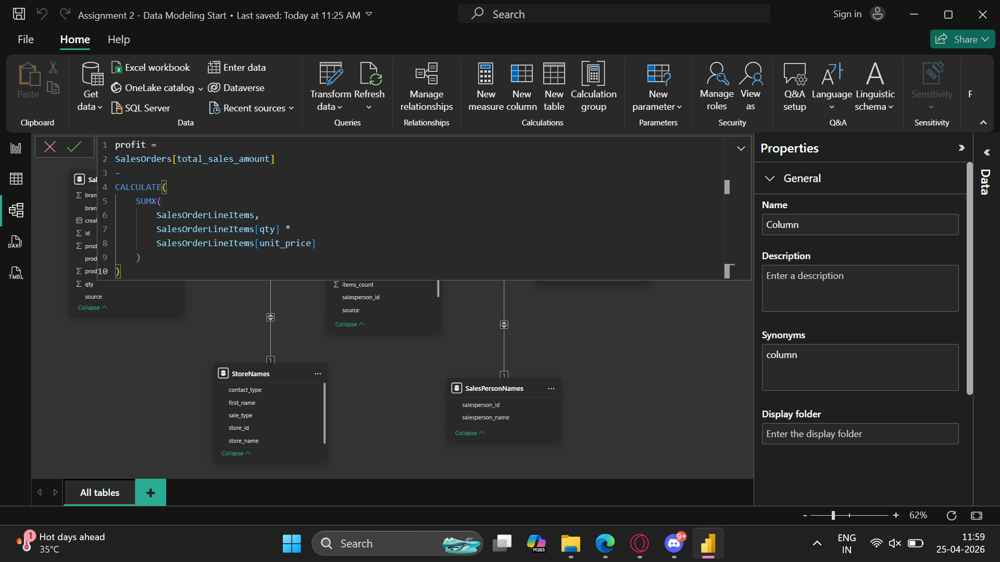 Assignment 2 - Data Modeling Start • Last saved: Today at 11:25 AM
Search
Sign in
File
Home
Help
Share
Paste
Clipboard
Get data
Excel workbook
OneLake catalog
SQL Server
Enter data
Dataverse
Recent sources
Data
Transform data
Refresh
Queries
Manage relationships
Relationships
New measure
New column
New table
Calculation group
Calculations
New parameter
Parameters
Manage roles
View as
Security
Q&A setup
Language
Linguistic schema
Q&A
Sensitivity
Sensitivity
1 profit =
2 SalesOrders[total_sales_amount]
3 -
4 CALCULATE(
5 SUMX(
6 SalesOrderLineItems,
7 SalesOrderLineItems[qty] *
8 SalesOrderLineItems[unit_price]
9 )
10 )
Sal
bran
bran
creat
id
prod
prod
prod
qty
source
Collapse
items_count
salesperson_id
source
Collapse
1
StoreNames
contact_type
first_name
sale_type
store_id
store_name
Collapse
1
SalesPersonNames
salesperson_id
salesperson_name
Collapse
DAX
TMDL
Properties
General
Name
Column
Description
Enter a description
Synonyms
column
Display folder
Enter the display folder
Data
All tables
+
- + 62%
1
Hot days ahead
35°C
Search
M365
9+
ENG
IN
11:59
25-04-2026